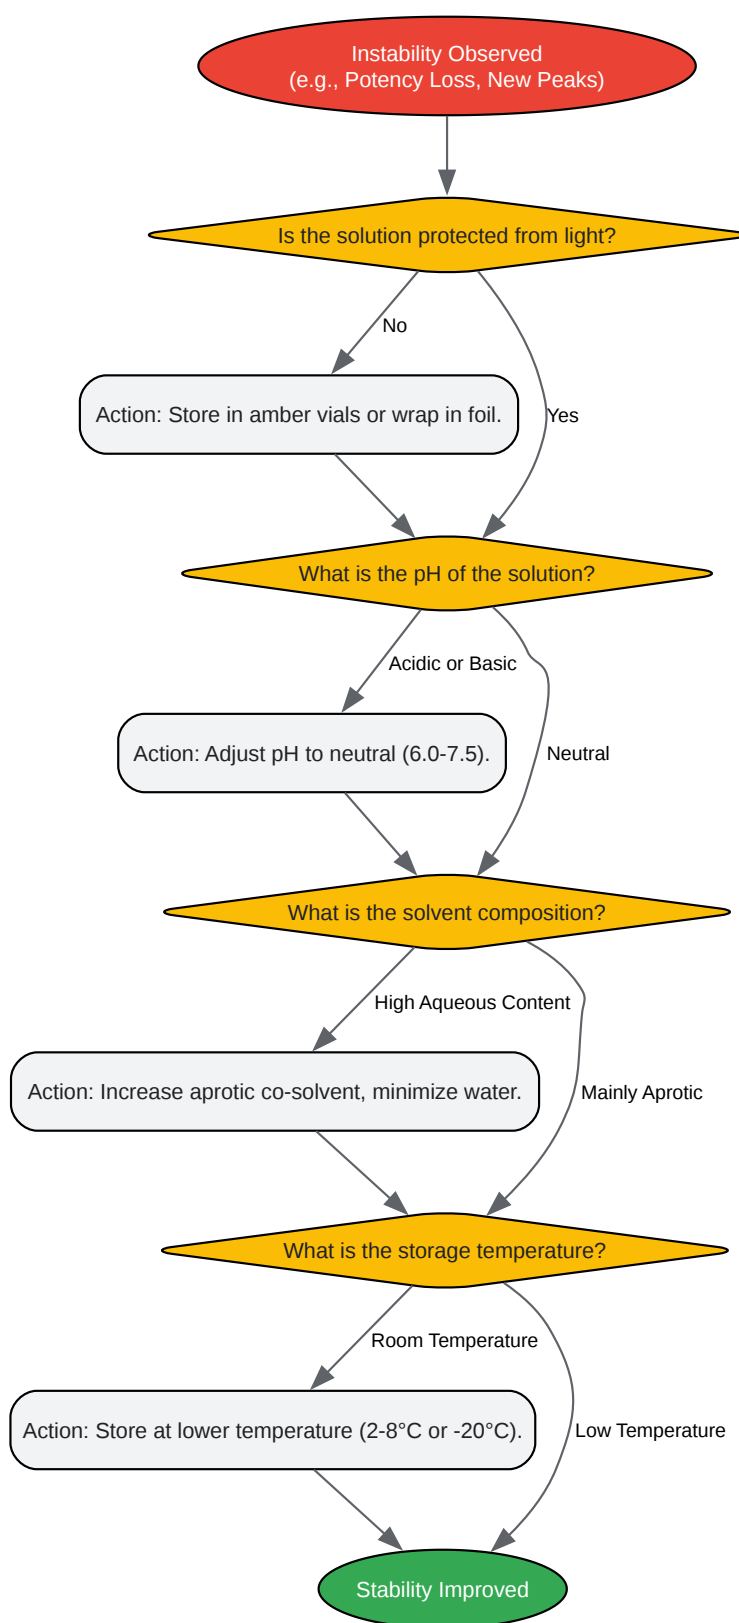 Instability Observed
(e.g., Potency Loss, New Peaks)
Is the solution protected from light?
No
Action: Store in amber vials or wrap in foil.
Yes
What is the pH of the solution?
Acidic or Basic
Action: Adjust pH to neutral (6.0-7.5).
Neutral
What is the solvent composition?
High Aqueous Content
Action: Increase aprotic co-solvent, minimize water.
Mainly Aprotic
What is the storage temperature?
Room Temperature
Action: Store at lower temperature (2-8°C or -20°C).
Low Temperature
Stability Improved